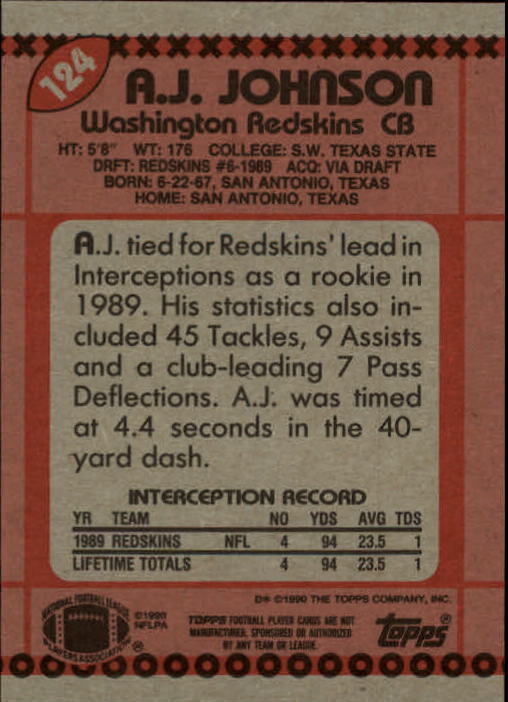 124
A.J. JOHNSON
Washington Redskins CB
HT: 5'8" WT: 176 COLLEGE: S.W. TEXAS STATE
DRFT: REDSKINS #6-1989 ACQ: VIA DRAFT
BORN: 6-22-67, SAN ANTONIO, TEXAS
HOME: SAN ANTONIO, TEXAS
A.J. tied for Redskins' lead in
Interceptions as a rookie in
1989. His statistics also in-
cluded 45 Tackles, 9 Assists
and a club-leading 7 Pass
Deflections. A.J. was timed
at 4.4 seconds in the 40-
yard dash.
INTERCEPTION RECORD
YR TEAM NO YDS AVG TDS
1989 REDSKINS NFL 4 94 23.5 1
LIFETIME TOTALS 4 94 23.5 1
D* ©1990 THE TOPPS COMPANY, INC.
NATIONAL FOOTBALL LEAGUE
PLAYERS ASSOCIATION ®
©1990
NFLPA
TOPPS FOOTBALL PLAYER CARDS ARE NOT
MANUFACTURED, SPONSORED OR AUTHORIZED
BY ANY TEAM OR LEAGUE.
topps®